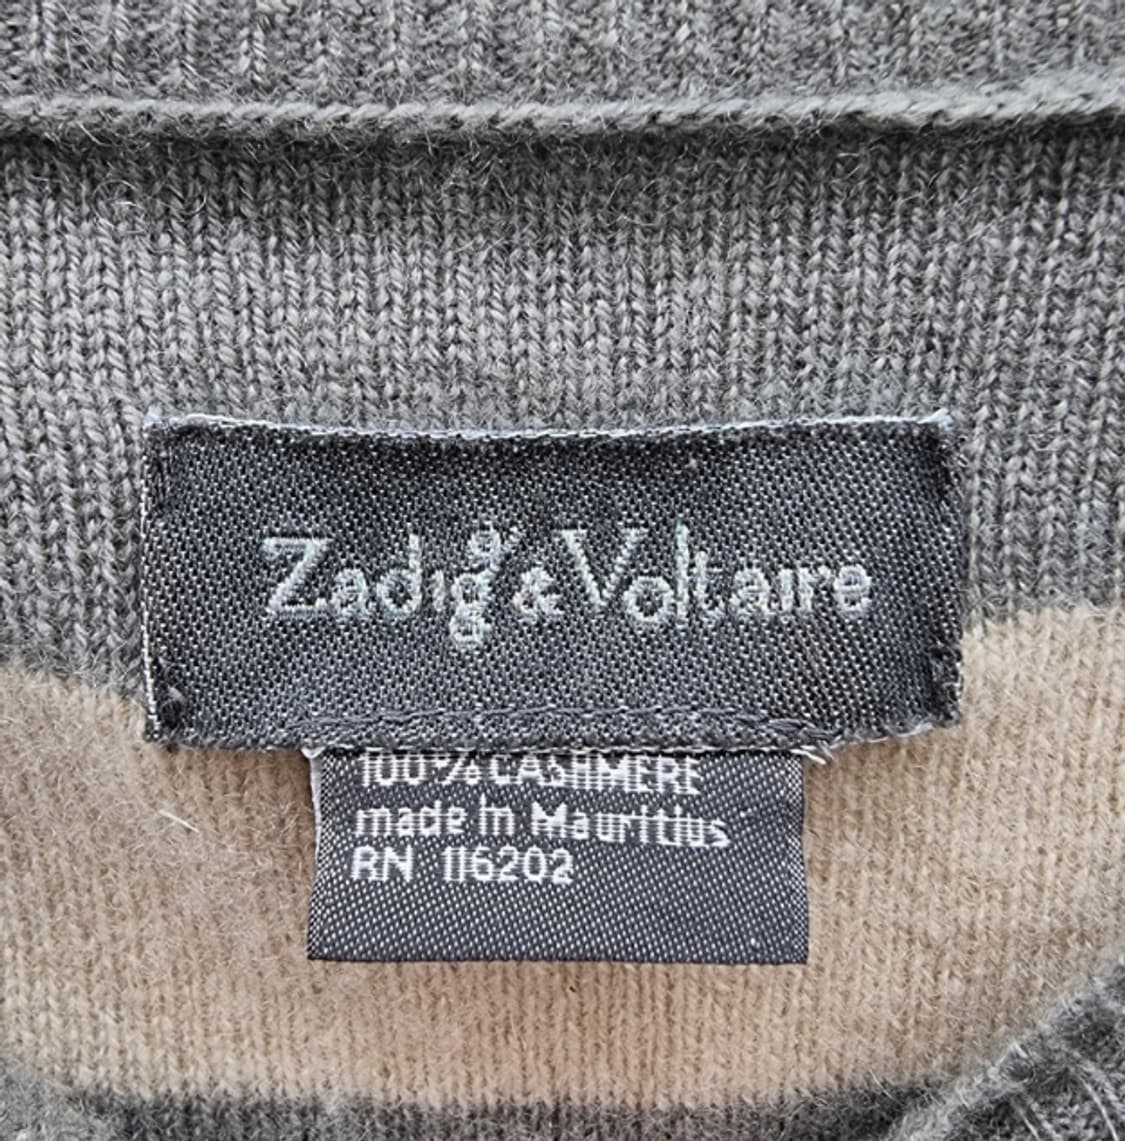 Zadig & Voltaire
100% CASHMERE
made in Mauritius
RN 116202